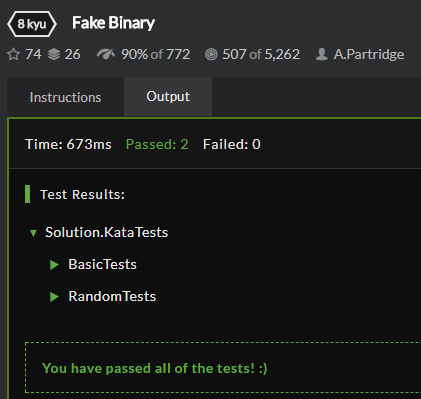 8 kyu Fake Binary
74 26 90% of 772 507 of 5,262 A.Partridge
Instructions Output
Time: 673ms Passed: 2 Failed: 0
Test Results:
Solution.KataTests
BasicTests
RandomTests
You have passed all of the tests! :)